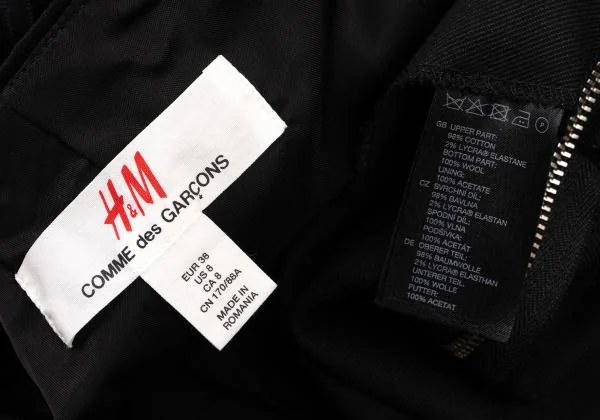 H&M
COMME des GARÇONS
EUR 38
US 8
CA 8
CN 170/88A
MADE IN
ROMANIA
GB UPPER PART:
98% COTTON
2% LYCRA® ELASTANE
BOTTOM PART:
100% WOOL
LINING:
100% ACETATE
CZ SVRCHNÍ DÍL:
98% BAVLNA
2% LYCRA® ELASTAN
SPODNÍ DÍL:
100% VLNA
PODŠÍVKA:
100% ACETÁT
DE OBERER TEIL:
98% BAUMWOLLE
2% LYCRA® ELASTHAN
UNTERER TEIL:
100% WOLLE
FUTTER:
100% ACETAT